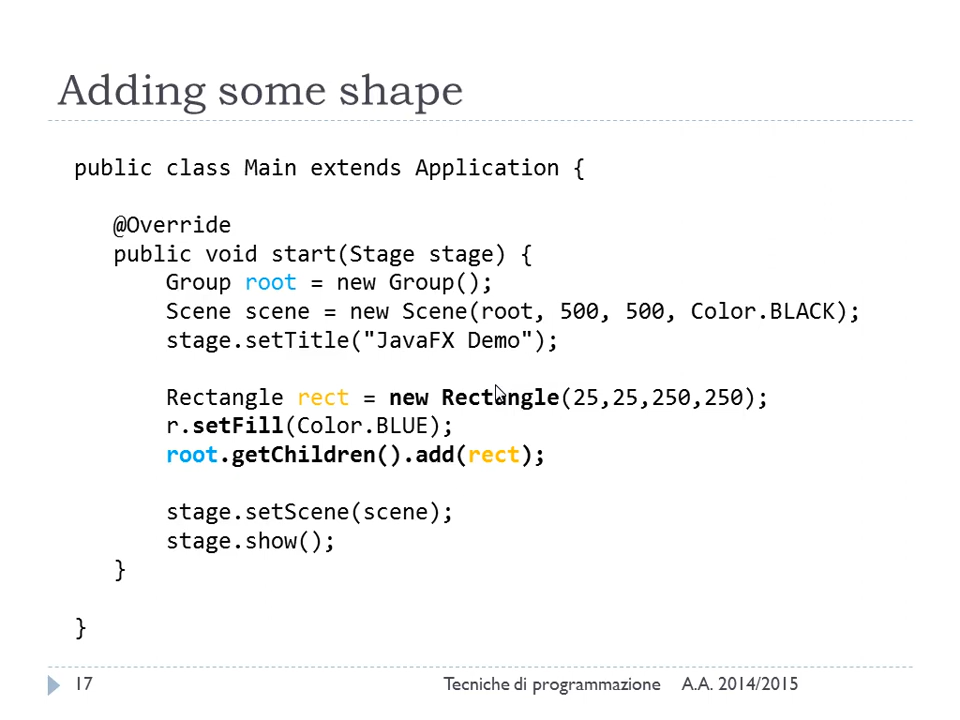 Adding some shape
public class Main extends Application {
@Override
public void start(Stage stage) {
Group root = new Group();
Scene scene = new Scene(root, 500, 500, Color.BLACK);
stage.setTitle("JavaFX Demo");
Rectangle rect = new Rectangle(25,25,250,250);
r.setFill(Color.BLUE);
root.getChildren().add(rect);
stage.setScene(scene);
stage.show();
}
}
17 Tecniche di programmazione A.A. 2014/2015